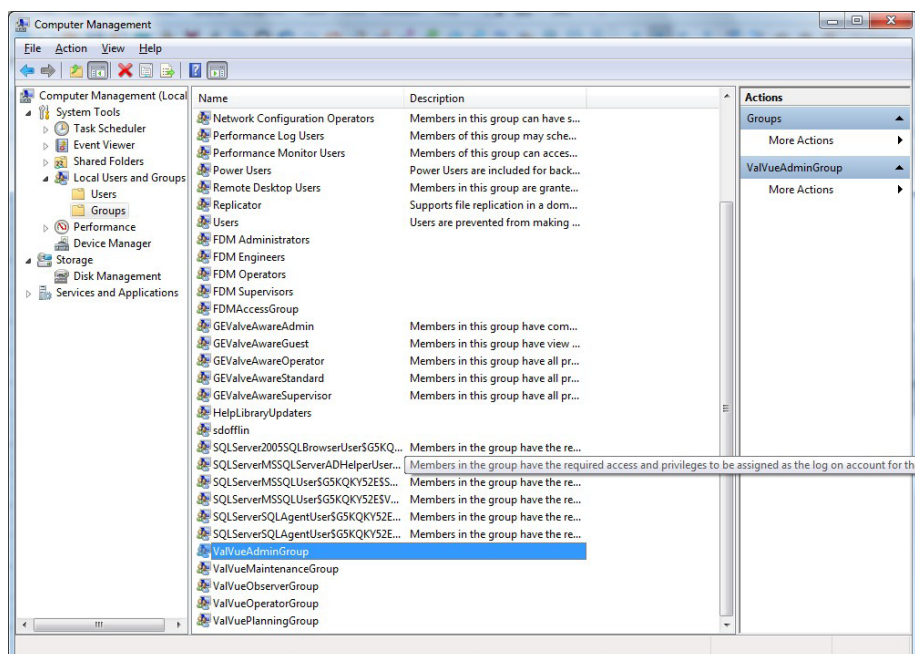 Computer Management
File Action View Help
Computer Management (Local
System Tools
Task Scheduler
Event Viewer
Shared Folders
Local Users and Groups
Users
Groups
Performance
Device Manager
Storage
Disk Management
Services and Applications
Name Description
Network Configuration Operators Members in this group can have s...
Performance Log Users Members of this group may sche...
Performance Monitor Users Members of this group can acces...
Power Users Power Users are included for back...
Remote Desktop Users Members in this group are grante...
Replicator Supports file replication in a dom...
Users Users are prevented from making ...
FDM Administrators
FDM Engineers
FDM Operators
FDM Supervisors
FDMAccessGroup
GEValveAwareAdmin Members in this group have com...
GEValveAwareGuest Members in this group have view ...
GEValveAwareOperator Members in this group have all pr...
GEValveAwareStandard Members in this group have all pr...
GEValveAwareSupervisor Members in this group have all pr...
HelpLibraryUpdaters
sdofflin
SQLServer2005SQLBrowserUser$G5KQ... Members in the group have the re...
SQLServerMSSQLServerADHelperUser... Members in the group have the required access and privileges to be assigned as the log on account for th
SQLServerMSSQLUser$G5KQKY52E$S... Members in the group have the re...
SQLServerMSSQLUser$G5KQKY52E$V... Members in the group have the re...
SQLServerSQLAgentUser$G5KQKY52E... Members in the group have the re...
SQLServerSQLAgentUser$G5KQKY52E... Members in the group have the re...
ValVueAdminGroup
ValVueMaintenanceGroup
ValVueObserverGroup
ValVueOperatorGroup
ValVuePlanningGroup
Actions
Groups
More Actions
ValVueAdminGroup
More Actions